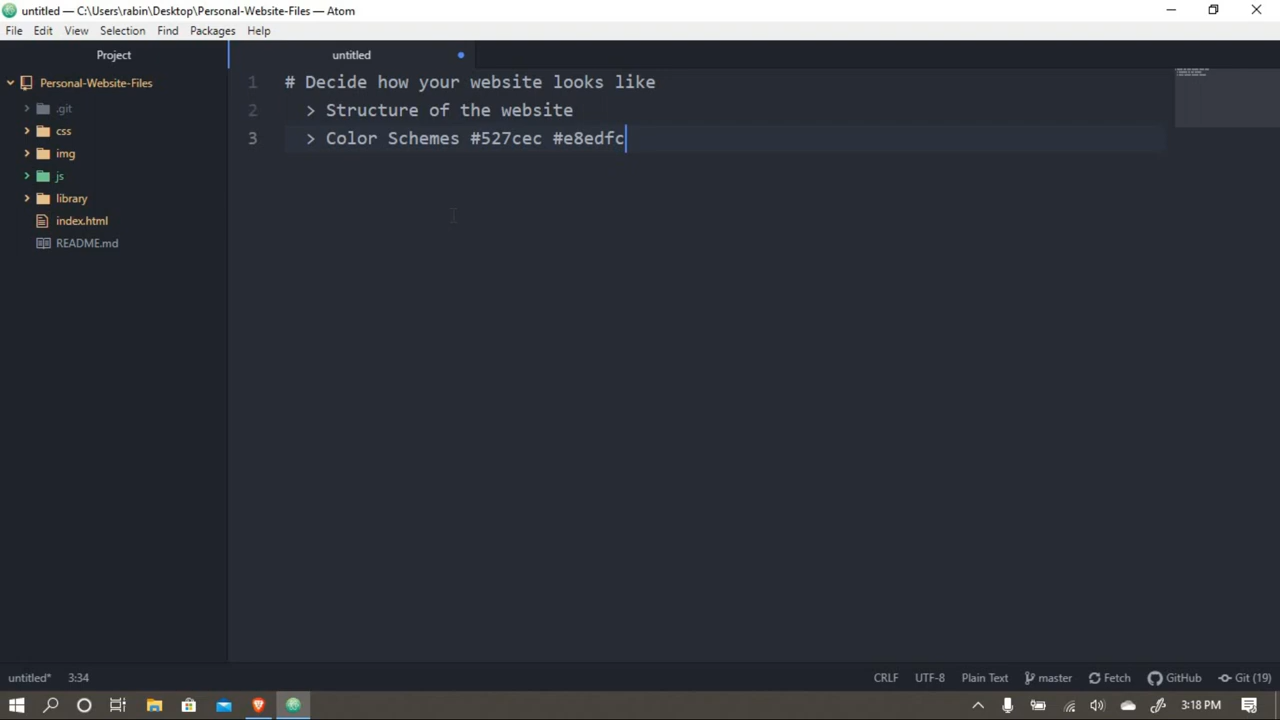 untitled — C:\Users\rabin\Desktop\Personal-Website-Files — Atom
File Edit View Selection Find Packages Help
Project
untitled
Personal-Website-Files
.git
css
img
js
library
index.html
README.md
1 # Decide how your website looks like
2 > Structure of the website
3 > Color Schemes #527cec #e8edfc
untitled* 3:34 CRLF UTF-8 Plain Text master Fetch GitHub Git (19)
3:18 PM